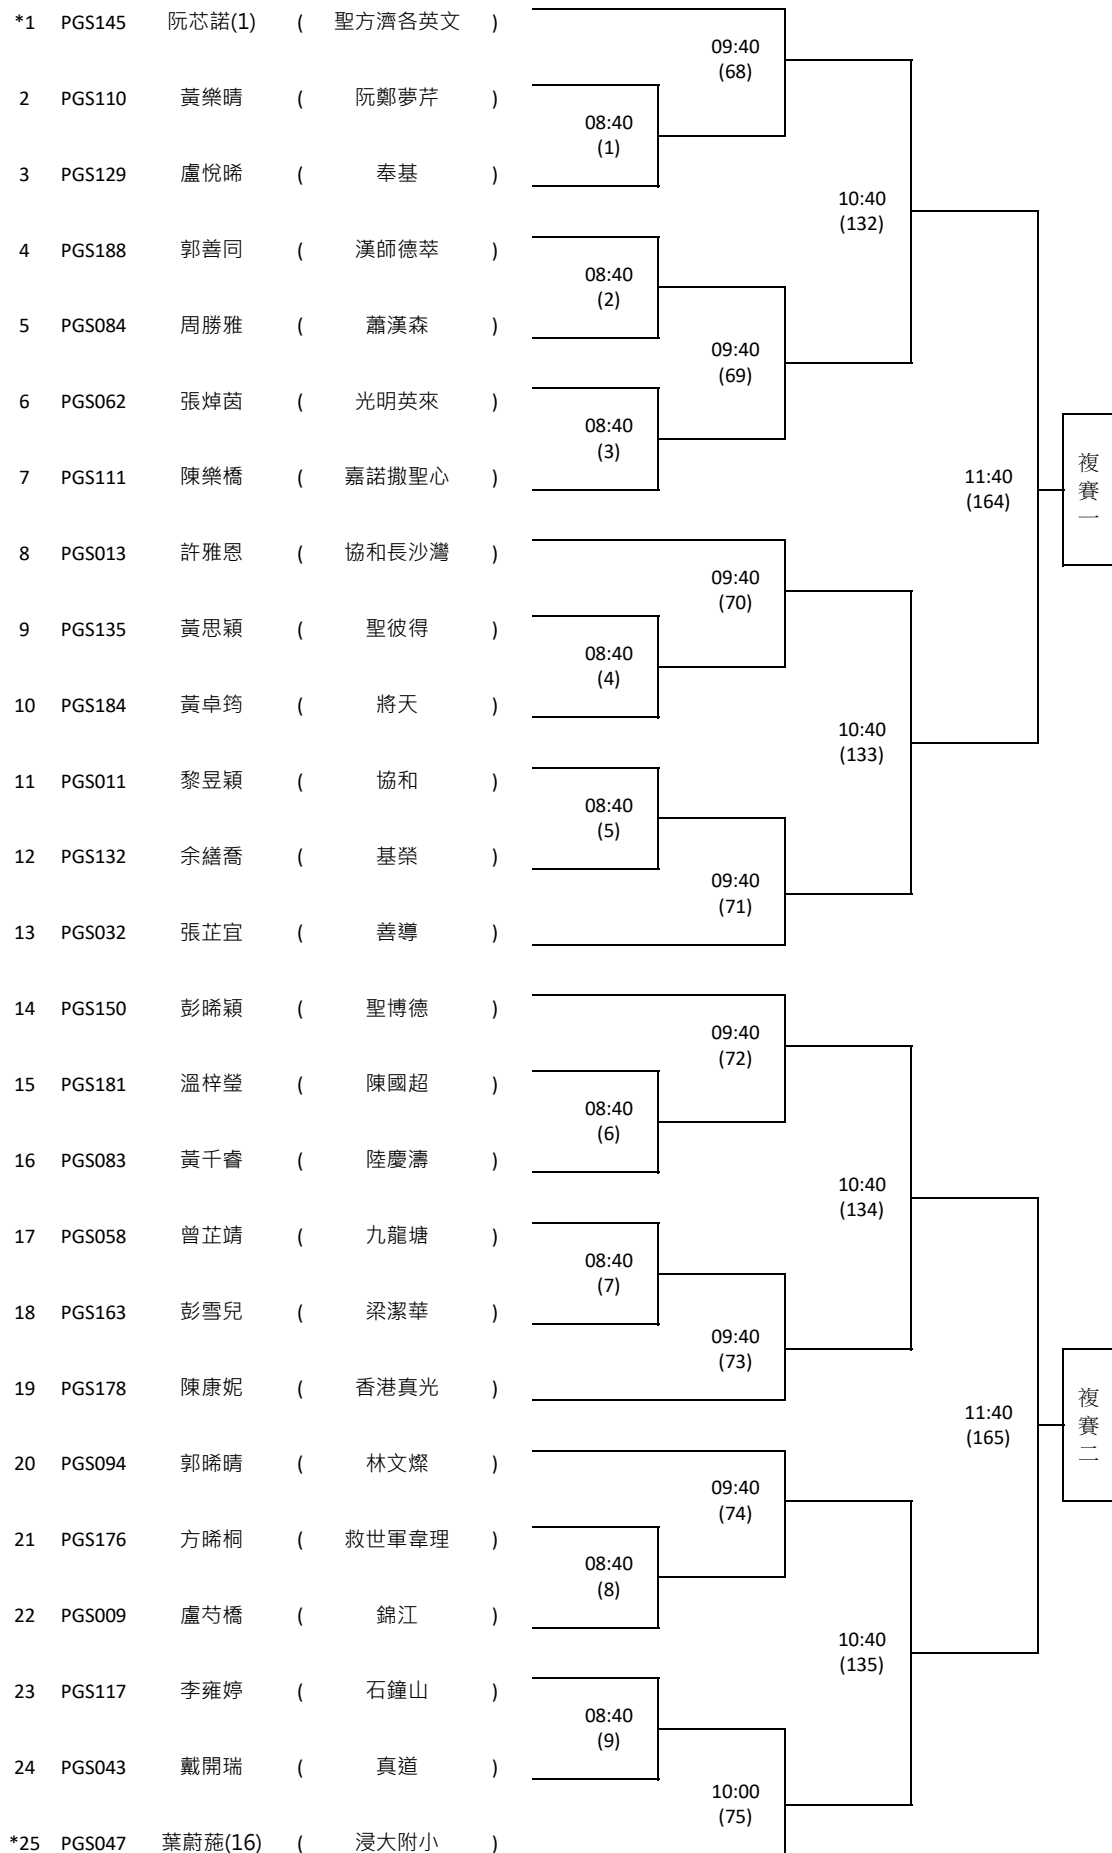 *1 PGS145 阮芯諾(1) ( 聖方濟各英文 )
09:40
(68)
2 PGS110 黃樂晴 ( 阮鄭夢芹 )
08:40
(1)
3 PGS129 盧悅晞 ( 奉基 )
10:40
(132)
4 PGS188 郭善同 ( 漢師德萃 )
08:40
(2)
5 PGS084 周勝雅 ( 蕭漢森 )
09:40
(69)
6 PGS062 張焯茵 ( 光明英來 )
08:40
(3)
7 PGS111 陳樂橋 ( 嘉諾撒聖心 )
11:40
(164)
複賽一
8 PGS013 許雅恩 ( 協和長沙灣 )
09:40
(70)
9 PGS135 黃思穎 ( 聖彼得 )
08:40
(4)
10 PGS184 黃卓筠 ( 將天 )
10:40
(133)
11 PGS011 黎昱穎 ( 協和 )
08:40
(5)
12 PGS132 余繕喬 ( 基榮 )
09:40
(71)
13 PGS032 張芷宜 ( 善導 )
14 PGS150 彭晞穎 ( 聖博德 )
09:40
(72)
15 PGS181 溫梓瑩 ( 陳國超 )
08:40
(6)
16 PGS083 黃千睿 ( 陸慶濤 )
10:40
(134)
17 PGS058 曾芷靖 ( 九龍塘 )
08:40
(7)
18 PGS163 彭雪兒 ( 梁潔華 )
09:40
(73)
19 PGS178 陳康妮 ( 香港真光 )
11:40
(165)
複賽二
20 PGS094 郭晞晴 ( 林文燦 )
09:40
(74)
21 PGS176 方晞桐 ( 救世軍韋理 )
08:40
(8)
22 PGS009 盧芍橋 ( 錦江 )
10:40
(135)
23 PGS117 李雍婷 ( 石鐘山 )
08:40
(9)
24 PGS043 戴開瑞 ( 真道 )
10:00
(75)
*25 PGS047 葉蔚葹(16) ( 浸大附小 )